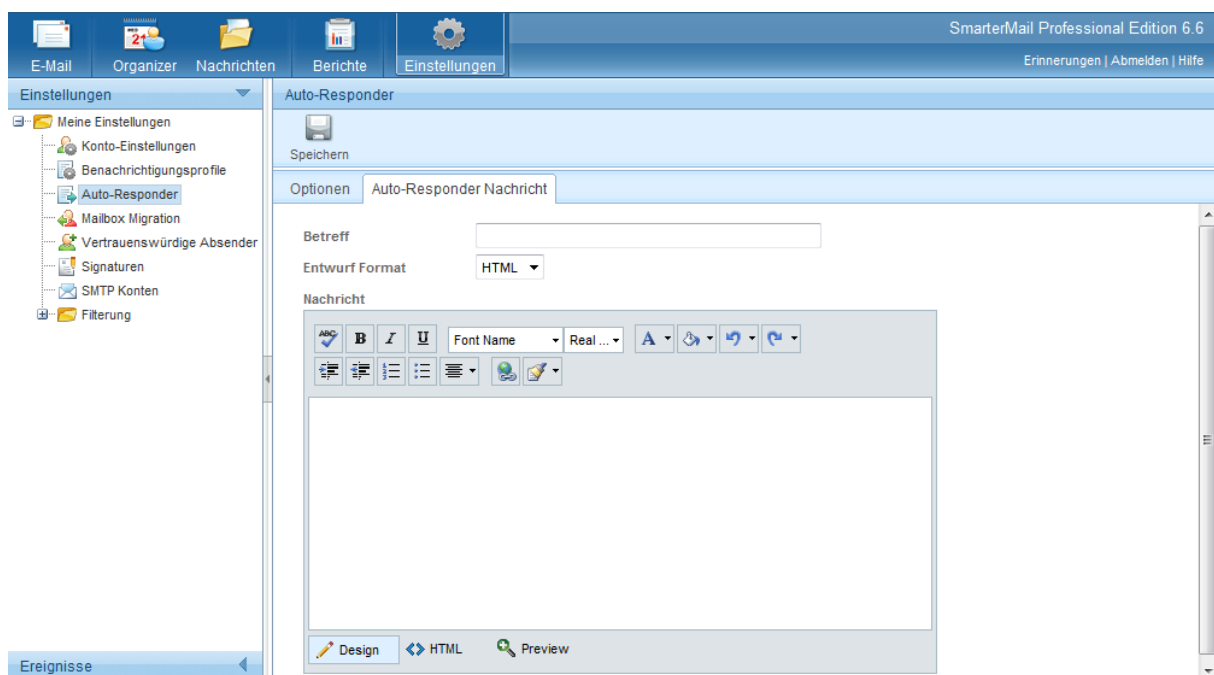 SmarterMail Professional Edition 6.6
E-Mail Organizer Nachrichten Berichte Einstellungen
Erinnerungen | Abmelden | Hilfe
Einstellungen
Meine Einstellungen
Konto-Einstellungen
Benachrichtigungsprofile
Auto-Responder
Mailbox Migration
Vertrauenswürdige Absender
Signaturen
SMTP Konten
Filterung
Ereignisse
Auto-Responder
Speichern
Optionen Auto-Responder Nachricht
Betreff
Entwurf Format HTML
Nachricht
ABC B I U Font Name Real ... A
Design HTML Preview